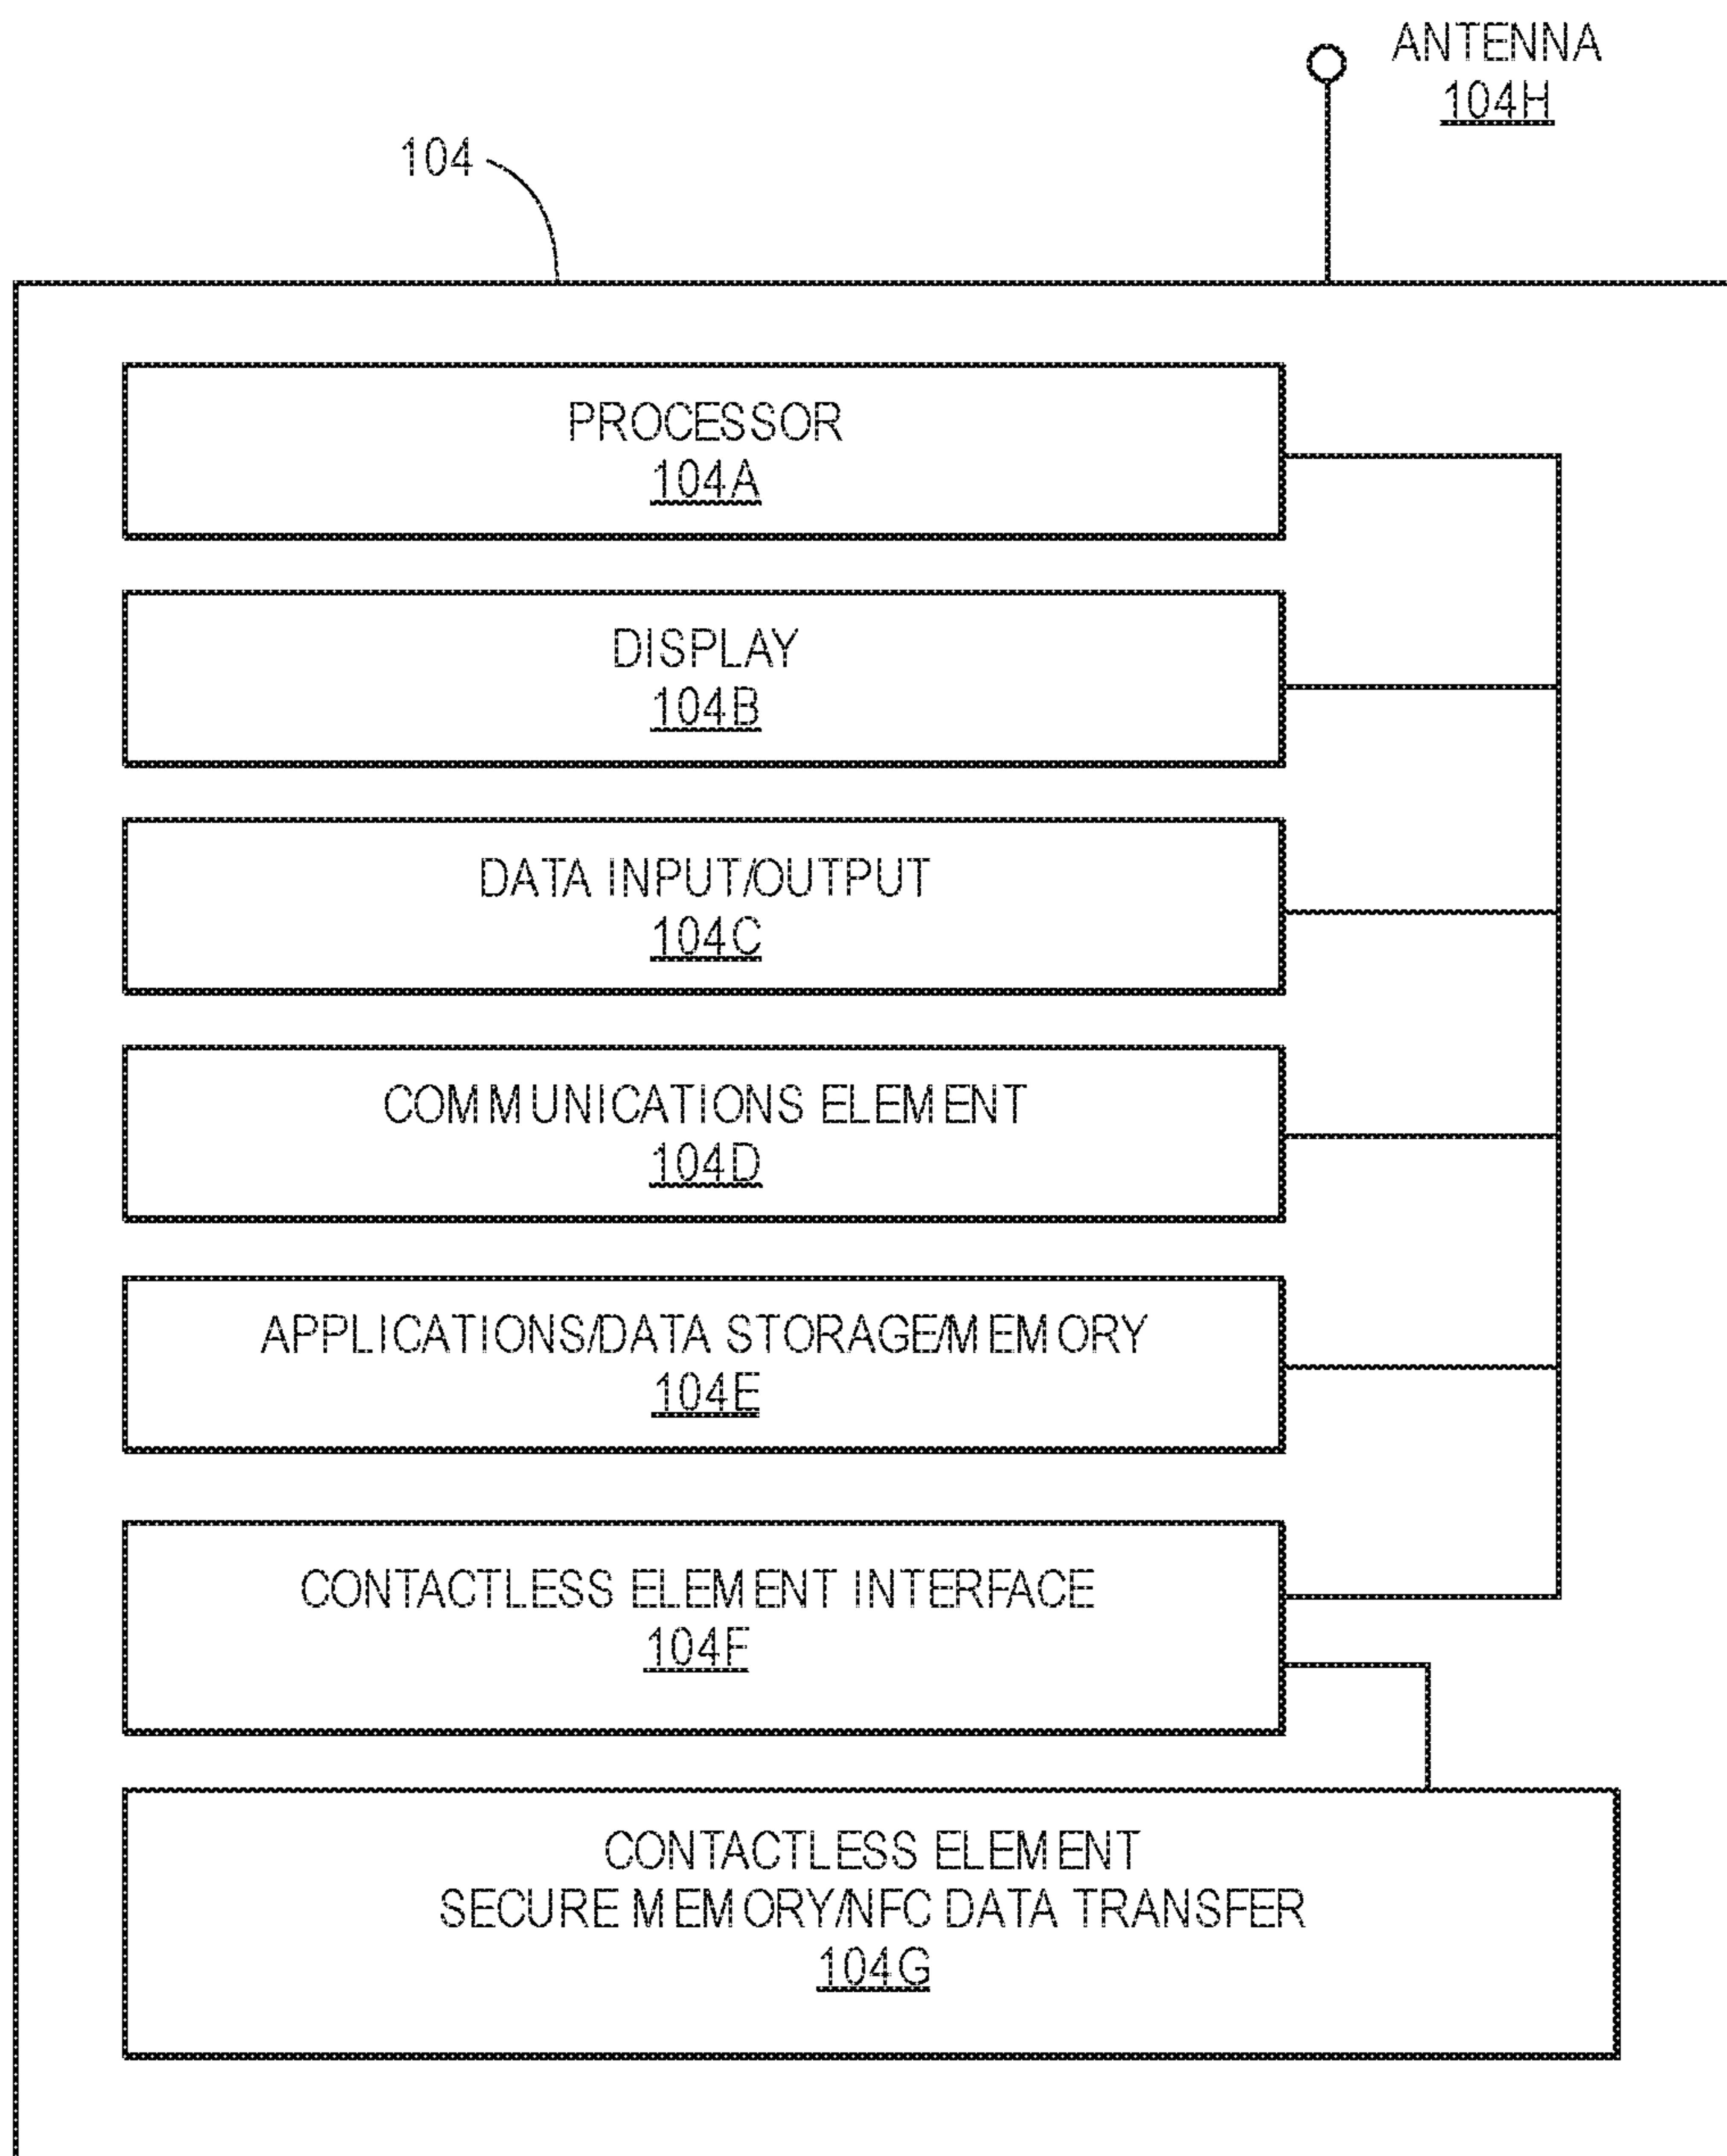 ANTENNA
104H
104
PROCESSOR
104A
DISPLAY
104B
DATA INPUT/OUTPUT
104C
COMMUNICATIONS ELEMENT
104D
APPLICATIONS/DATA STORAGE/MEMORY
104E
CONTACTLESS ELEMENT INTERFACE
104F
CONTACTLESS ELEMENT
SECURE MEMORY/NFC DATA TRANSFER
104G